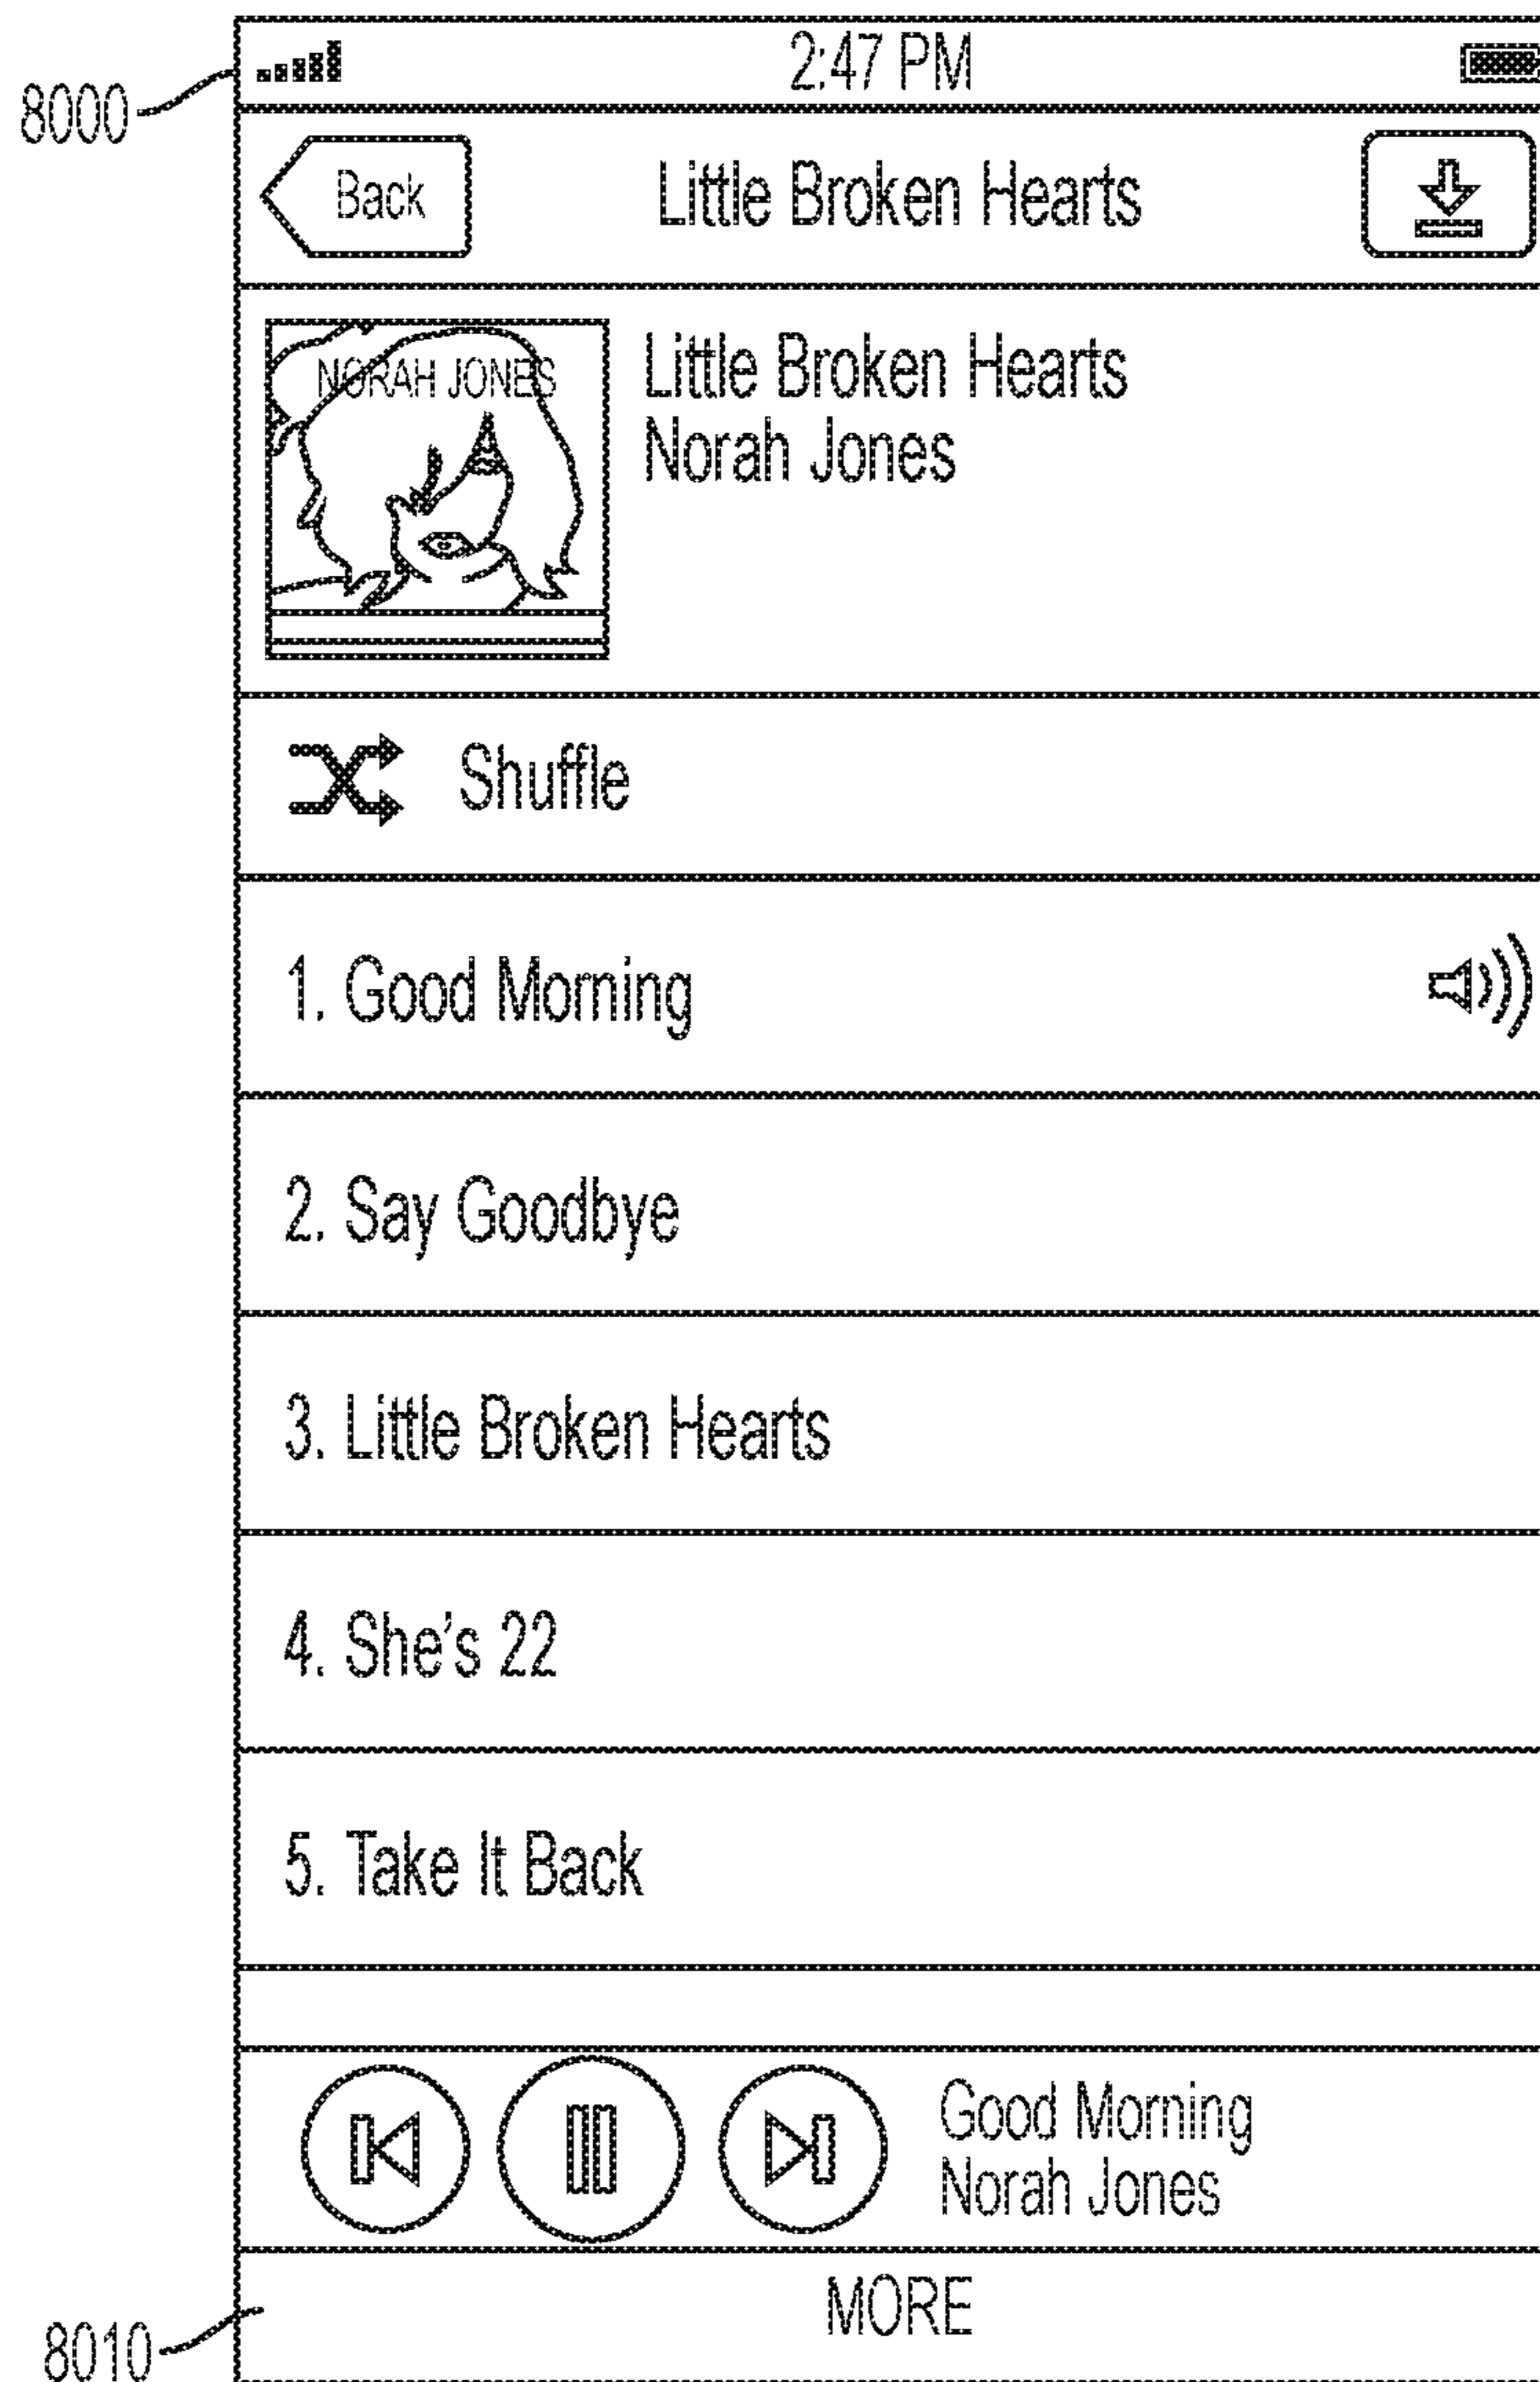 8000
2:47 PM
Back
Little Broken Hearts
NORAH JONES
Little Broken Hearts
Norah Jones
Shuffle
1. Good Morning
2. Say Goodbye
3. Little Broken Hearts
4. She's 22
5. Take It Back
Good Morning
Norah Jones
MORE
8010